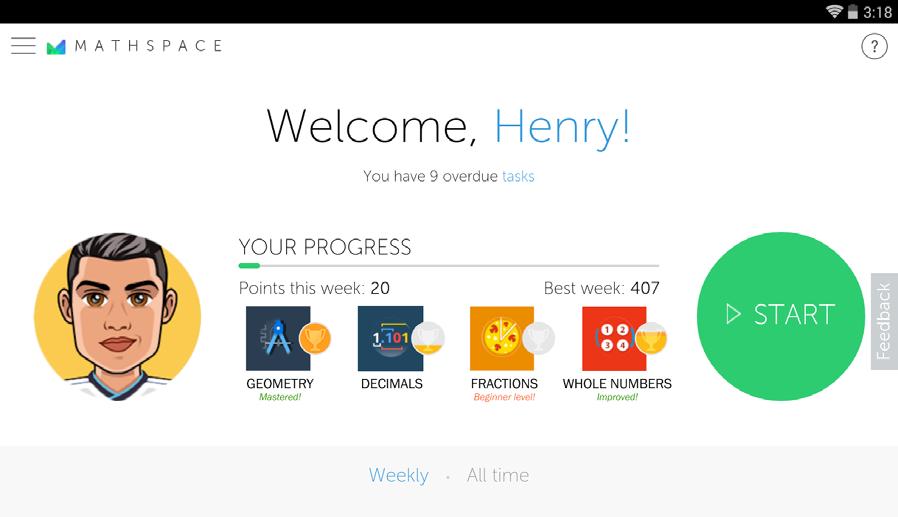 3:18
MATHSPACE
?
Welcome, Henry!
You have 9 overdue tasks
YOUR PROGRESS
Points this week: 20 Best week: 407
1.101
1 2
3 4
GEOMETRY DECIMALS FRACTIONS WHOLE NUMBERS
Mastered! Beginner level! Improved!
START
Feedback
Weekly · All time